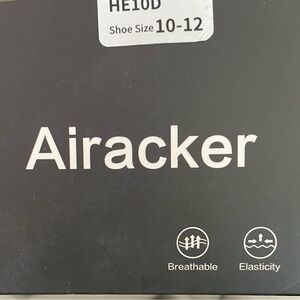 HE10D
Shoe Size 10-12
Airacker
Breathable Elasticity